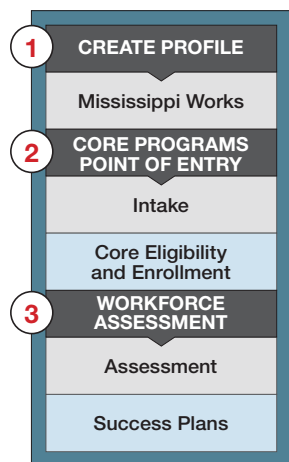 1
CREATE PROFILE
Mississippi Works
2
CORE PROGRAMS
POINT OF ENTRY
Intake
Core Eligibility
and Enrollment
3
WORKFORCE
ASSESSMENT
Assessment
Success Plans